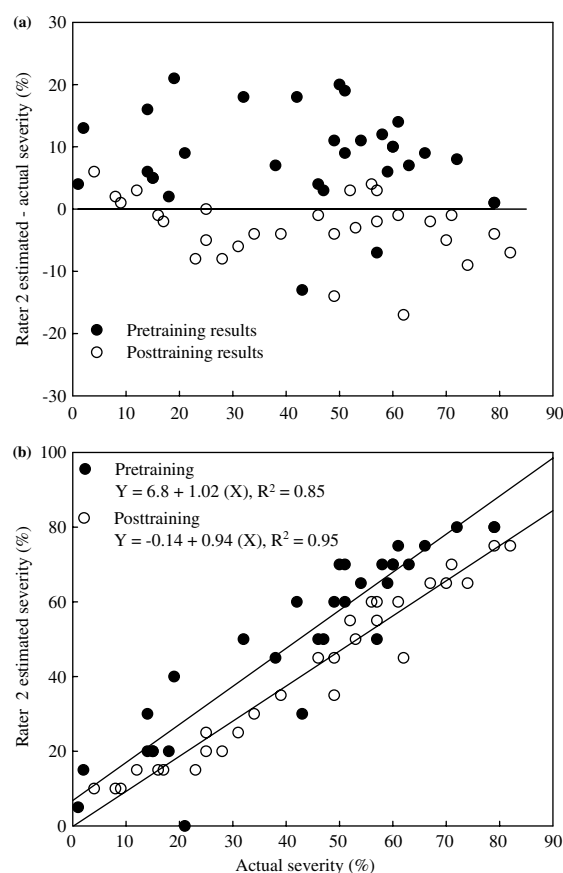 (a)
30
20
10
0
-10
-20
-30
Rater 2 estimated - actual severity (%)
Pretraining results
Posttraining results
0 10 20 30 40 50 60 70 80 90
(b)
100
80
60
40
20
0
Rater 2 estimated severity (%)
Pretraining
Y = 6.8 + 1.02 (X), R² = 0.85
Posttraining
Y = -0.14 + 0.94 (X), R² = 0.95
0 10 20 30 40 50 60 70 80 90
Actual severity (%)